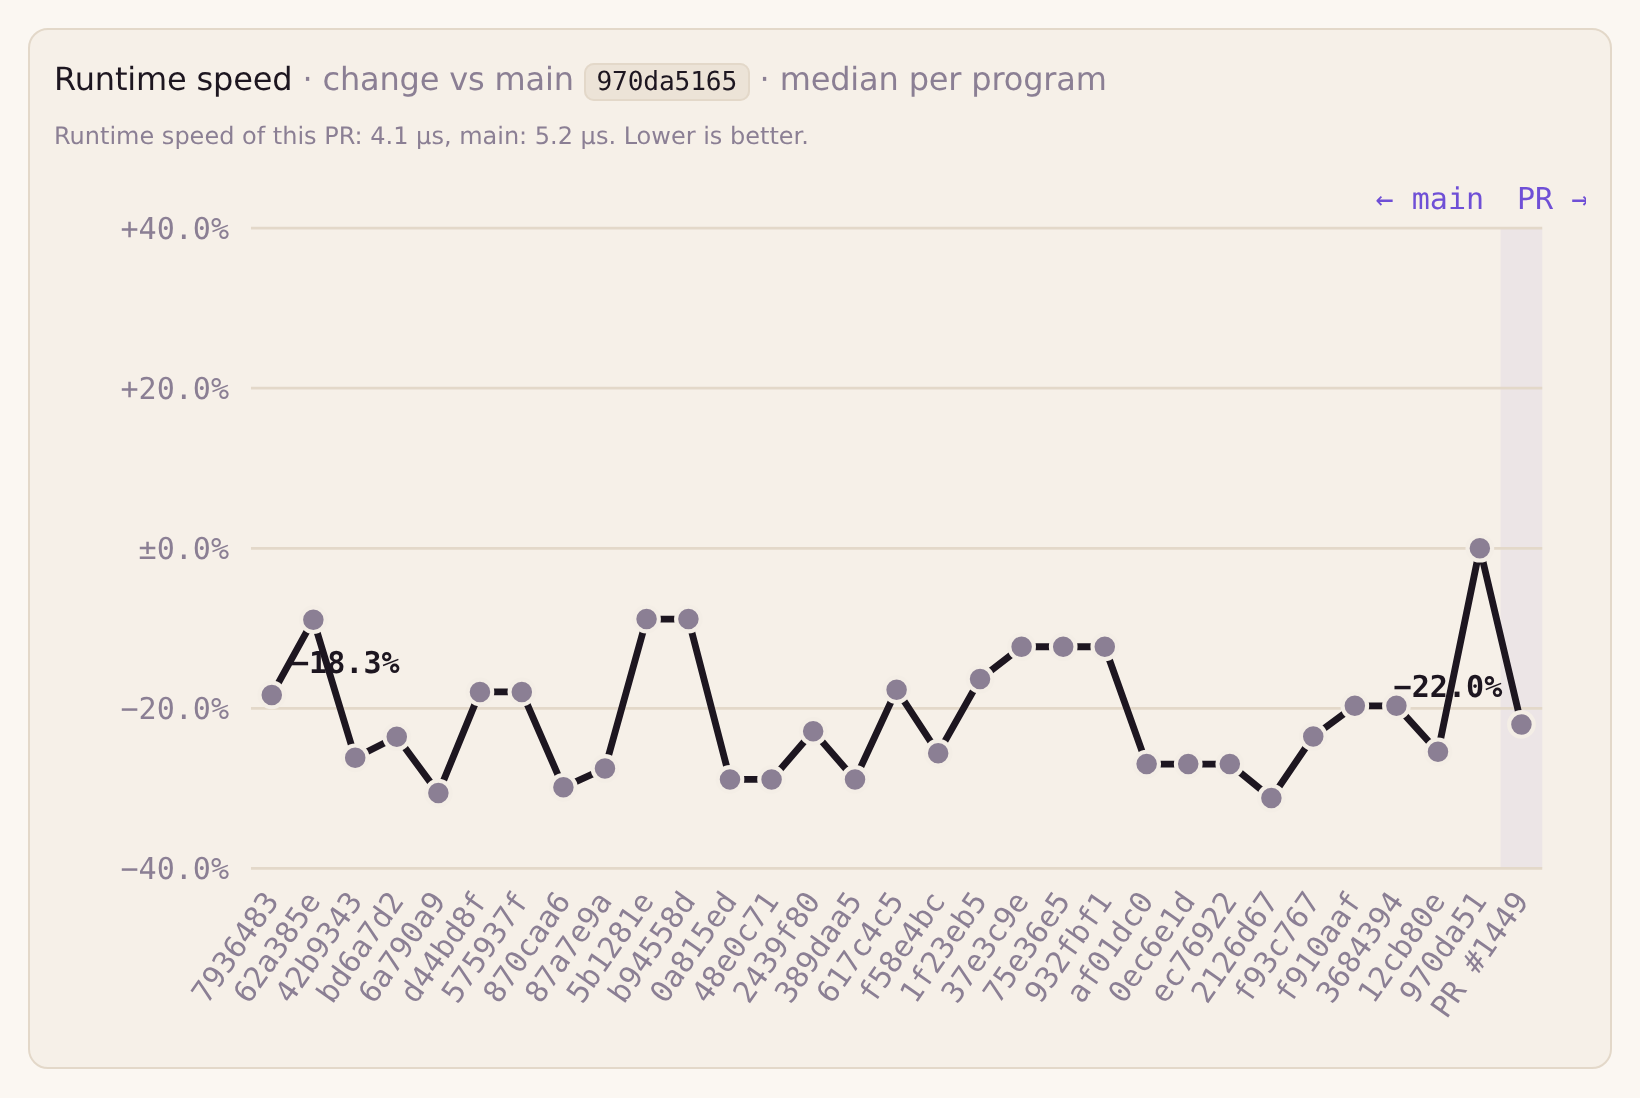 Runtime speed · change vs main 970da5165 · median per program
Runtime speed of this PR: 4.1 µs, main: 5.2 µs. Lower is better.
← main PR →
+40.0%
+20.0%
±0.0%
−20.0%
−40.0%
−18.3%
−22.0%
7936483
62a385e
42b9343
bd6a7d2
6a790a9
d44bd8f
575937f
870caa6
87a7e9a
5b1281e
b94558d
0a815ed
48e0c71
2439f80
389daa5
617c4c5
f58e4bc
1f23eb5
37e3c9e
75e36e5
932fbf1
af01dc0
0ec6e1d
ec76922
2126d67
f93c767
f910aaf
3684394
12cb80e
970da51
PR #1449